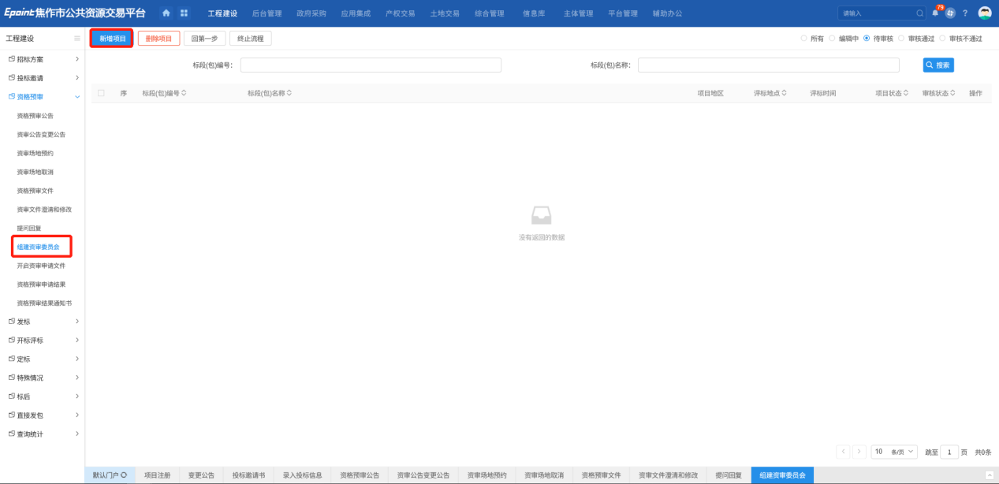 Epoint焦作市公共资源交易平台 工程建设 后台管理 政府采购 应用集成 产权交易 土地交易 综合管理 信息库 主体管理 平台管理 辅助办公 请输入 79 ?
工程建设
招标方案
投标邀请
资格预审
资格预审公告
资审公告变更公告
资审场地预约
资审场地取消
资格预审文件
资审文件澄清和修改
提问回复
组建资审委员会
开启资审申请文件
资格预审申请结果
资格预审结果通知书
发标
开标评标
定标
特殊情况
标后
直接发包
查询统计
新增项目 删除项目 回第一步 终止流程 所有 编辑中 待审核 审核通过 审核不通过
标段(包)编号: 标段(包)名称: 搜索
序 标段(包)编号 标段(包)名称 项目地区 评标地点 评标时间 项目状态 审核状态 操作
没有返回的数据
10 条/页 跳至 1 页 共0条
默认门户 项目注册 变更公告 投标邀请书 录入投标信息 资格预审公告 资审公告变更公告 资审场地预约 资审场地取消 资格预审文件 资审文件澄清和修改 提问回复 组建资审委员会